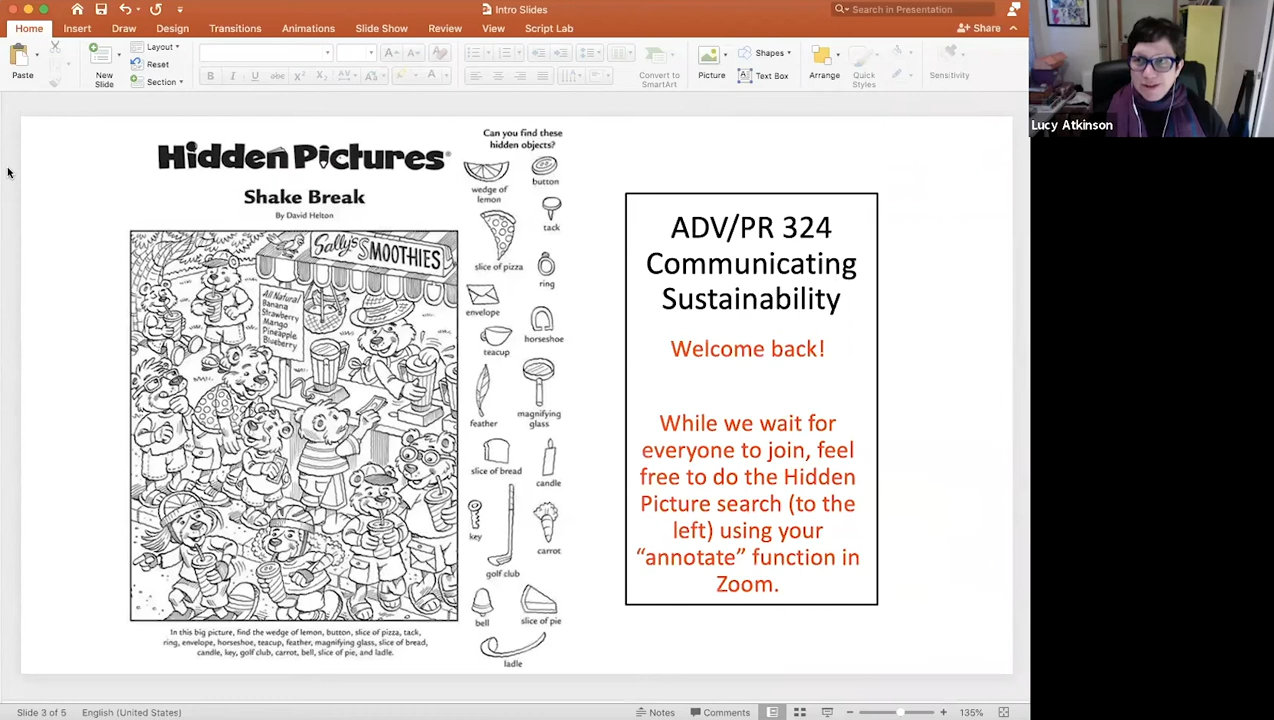 Intro Slides
Search in Presentation
Home
Insert
Draw
Design
Transitions
Animations
Slide Show
Review
View
Script Lab
Share
Paste
New
Slide
Layout
Reset
Section
B I U abc X² X₂
Convert to
SmartArt
Picture
Shapes
Text Box
Arrange
Quick
Styles
Sensitivity
Lucy Atkinson
Hidden Pictures®
Shake Break
By David Helton
Sally's SMOOTHIES
All Natural
Banana
Strawberry
Mango
Pineapple
Blueberry
In this big picture, find the wedge of lemon, button, slice of pizza, tack,
ring, envelope, horseshoe, teacup, feather, magnifying glass, slice of bread,
candle, key, golf club, carrot, bell, slice of pie, and ladle.
Can you find these
hidden objects?
wedge of
lemon
button
tack
slice of pizza
ring
envelope
horseshoe
teacup
feather
magnifying
glass
slice of bread
candle
key
carrot
golf club
bell
slice of pie
ladle
ADV/PR 324
Communicating
Sustainability
Welcome back!
While we wait for
everyone to join, feel
free to do the Hidden
Picture search (to the
left) using your
“annotate” function in
Zoom.
Slide 3 of 5
English (United States)
Notes
Comments
135%